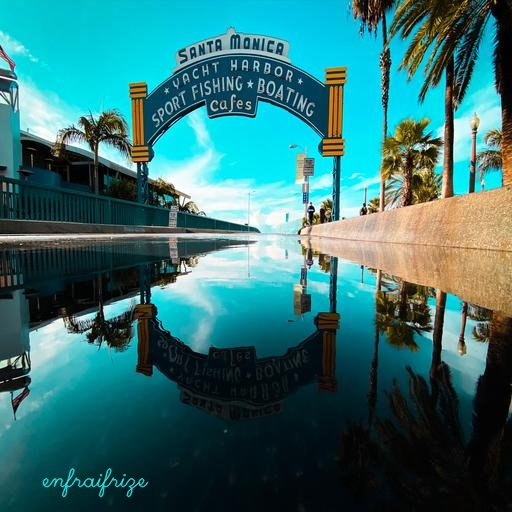 Santa Monica
* YACHT HARBOR *
SPORT FISHING * BOATING
Cafes
enfraifrize